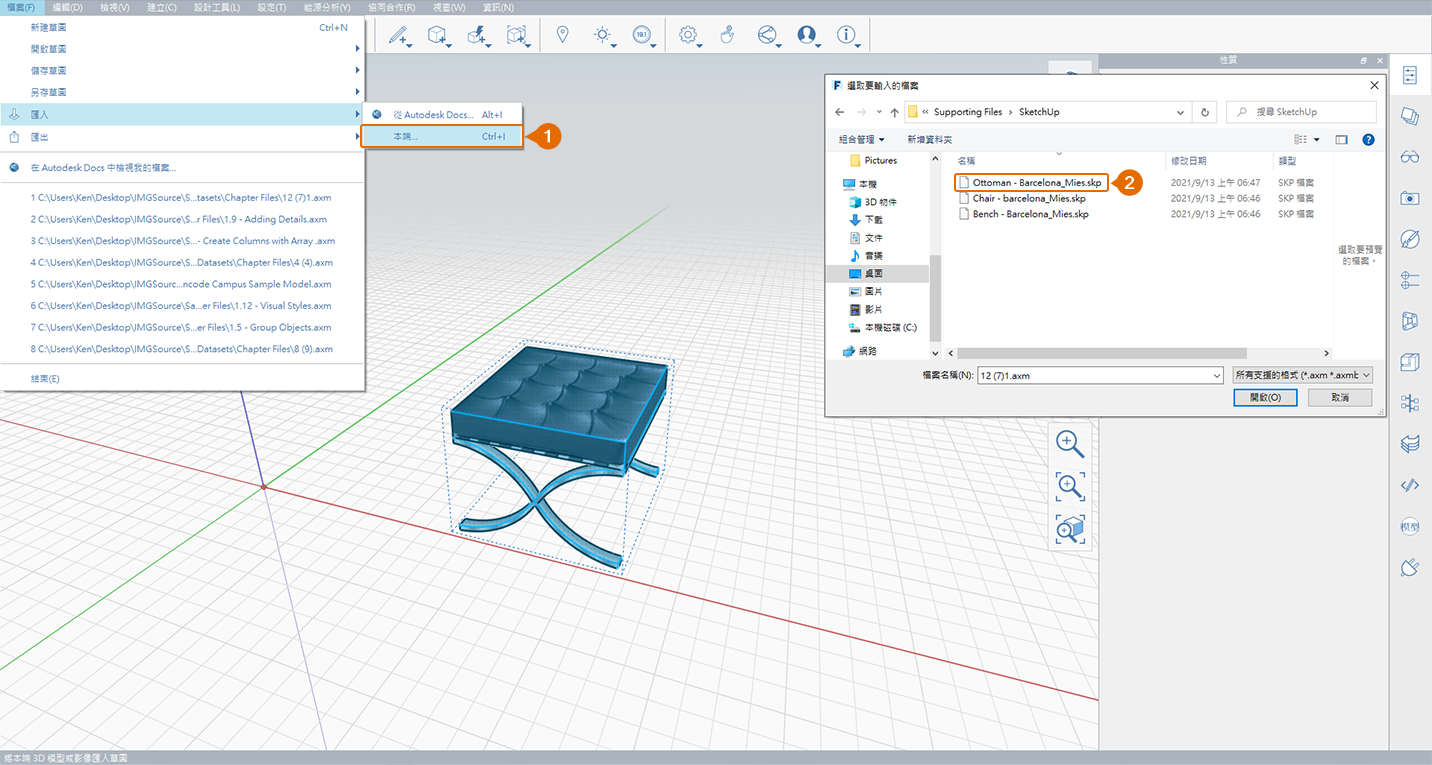 檔案(F) 編輯(D) 檢視(V) 建立(C) 設計工具(L) 設定(T) 能源分析(Y) 協同合作(R) 視窗(W) 資訊(N)
新建草圖 Ctrl+N
開啟草圖
儲存草圖
另存草圖
匯入
匯出
在 Autodesk Docs 中檢視我的檔案...
1 C:\Users\Ken\Desktop\IMGSource\S...tasets\Chapter Files\12 (7)1.axm
2 C:\Users\Ken\Desktop\IMGSource\S...r Files\1.9 - Adding Details.axm
3 C:\Users\Ken\Desktop\IMGSource\S...- Create Columns with Array .axm
4 C:\Users\Ken\Desktop\IMGSource\S...Datasets\Chapter Files\4 (4).axm
5 C:\Users\Ken\Desktop\IMGSourc...ncode Campus Sample Model.axm
6 C:\Users\Ken\Desktop\IMGSource\Sa...er Files\1.12 - Visual Styles.axm
7 C:\Users\Ken\Desktop\IMGSource\S...er Files\1.5 - Group Objects.axm
8 C:\Users\Ken\Desktop\IMGSource\S...Datasets\Chapter Files\8 (9).axm
結束(E)
從 Autodesk Docs... Alt+I
本端... Ctrl+I
1
19.1
性質
F 選取要輸入的檔案
« Supporting Files › SketchUp
搜尋 SketchUp
組合管理 新增資料夾
Pictures
本機
3D 物件
下載
文件
音樂
桌面
圖片
影片
本機磁碟 (C:)
網路
名稱 修改日期 類型
Ottoman - Barcelona_Mies.skp 2021/9/13 上午 06:47 SKP 檔案
2
Chair - barcelona_Mies.skp 2021/9/13 上午 06:46 SKP 檔案
Bench - Barcelona_Mies.skp 2021/9/13 上午 06:46 SKP 檔案
選取要預覽
的檔案。
檔案名稱(N): 12 (7)1.axm
所有支援的格式 (*.axm *.axmb
開啟(O) 取消
模型
將本端 3D 模型或影像匯入草圖